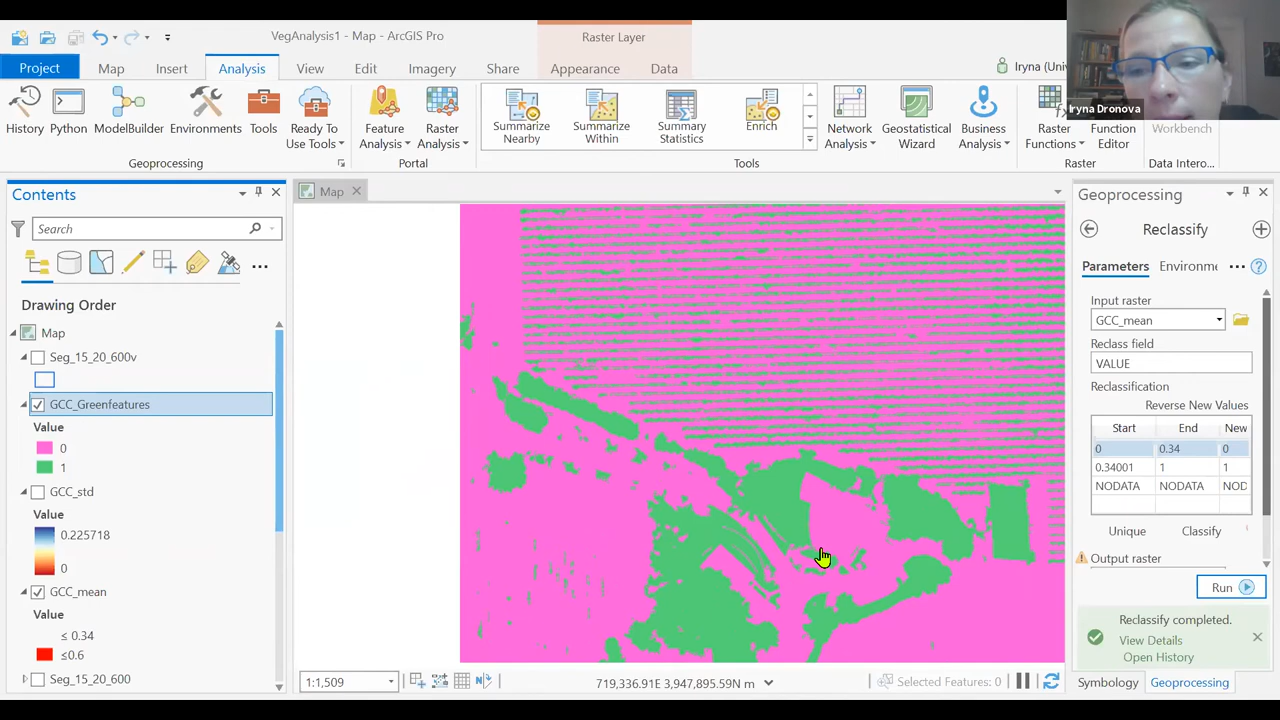 VegAnalysis1 - Map - ArcGIS Pro
Raster Layer
Project
Map
Insert
Analysis
View
Edit
Imagery
Share
Appearance
Data
Iryna (Uni
Iryna Dronova
History
Python
ModelBuilder
Environments
Tools
Ready To
Use Tools
Feature
Analysis
Raster
Analysis
Summarize
Nearby
Summarize
Within
Summary
Statistics
Enrich
Network
Analysis
Geostatistical
Wizard
Business
Analysis
Raster
Functions
Function
Editor
Workbench
Geoprocessing
Portal
Tools
Raster
Data Intero...
Contents
Search
Drawing Order
Map
Seg_15_20_600v
GCC_Greenfeatures
Value
0
1
GCC_std
Value
0.225718
0
GCC_mean
Value
≤ 0.34
≤0.6
Seg_15_20_600
Map
1:1,509
719,336.91E 3,947,895.59N m
Selected Features: 0
Geoprocessing
Reclassify
Parameters
Environme
Input raster
GCC_mean
Reclass field
VALUE
Reclassification
Reverse New Values
Start End New
0 0.34 0
0.34001 1 1
NODATA NODATA NOD
Unique
Classify
Output raster
Run
Reclassify completed.
View Details
Open History
Symbology
Geoprocessing